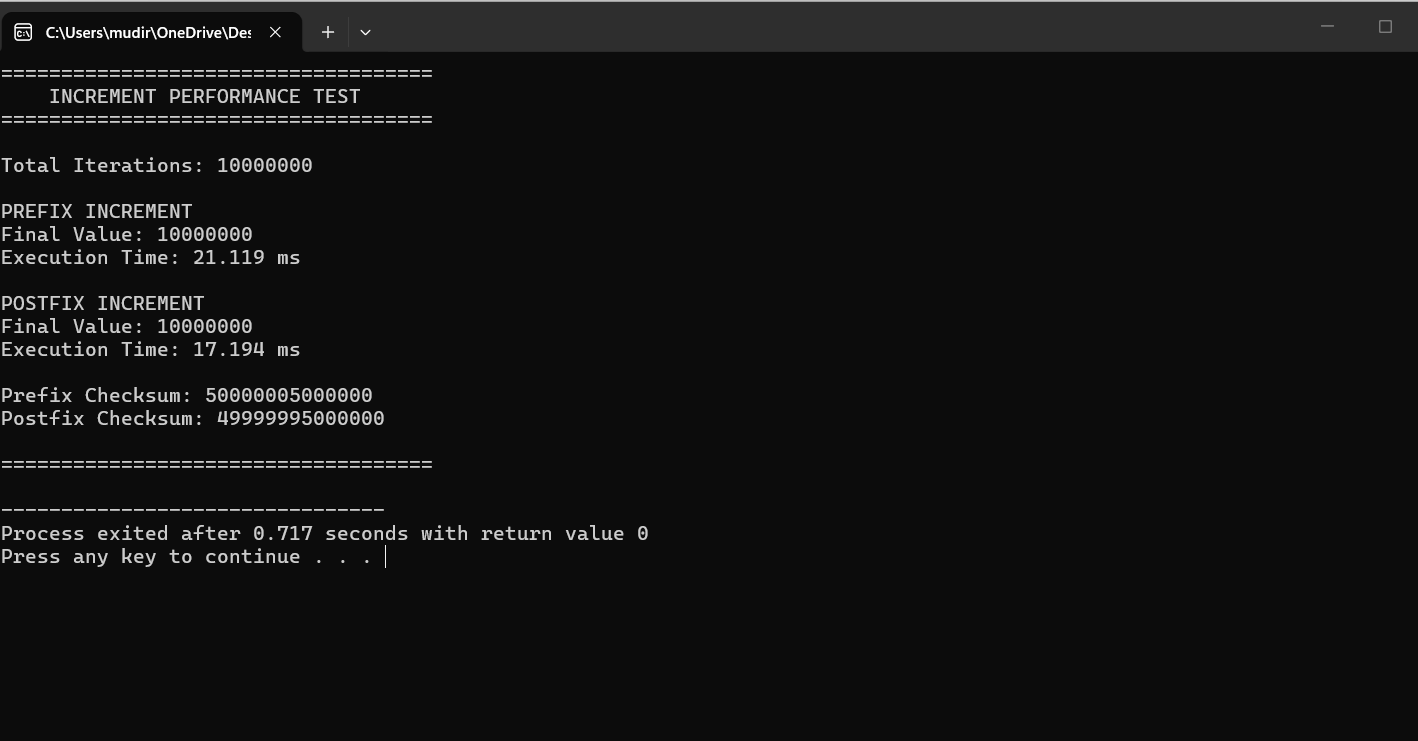 C:\Users\mudir\OneDrive\Des
====================================
INCREMENT PERFORMANCE TEST
====================================
Total Iterations: 10000000
PREFIX INCREMENT
Final Value: 10000000
Execution Time: 21.119 ms
POSTFIX INCREMENT
Final Value: 10000000
Execution Time: 17.194 ms
Prefix Checksum: 50000005000000
Postfix Checksum: 49999995000000
====================================
--------------------------------
Process exited after 0.717 seconds with return value 0
Press any key to continue . . .